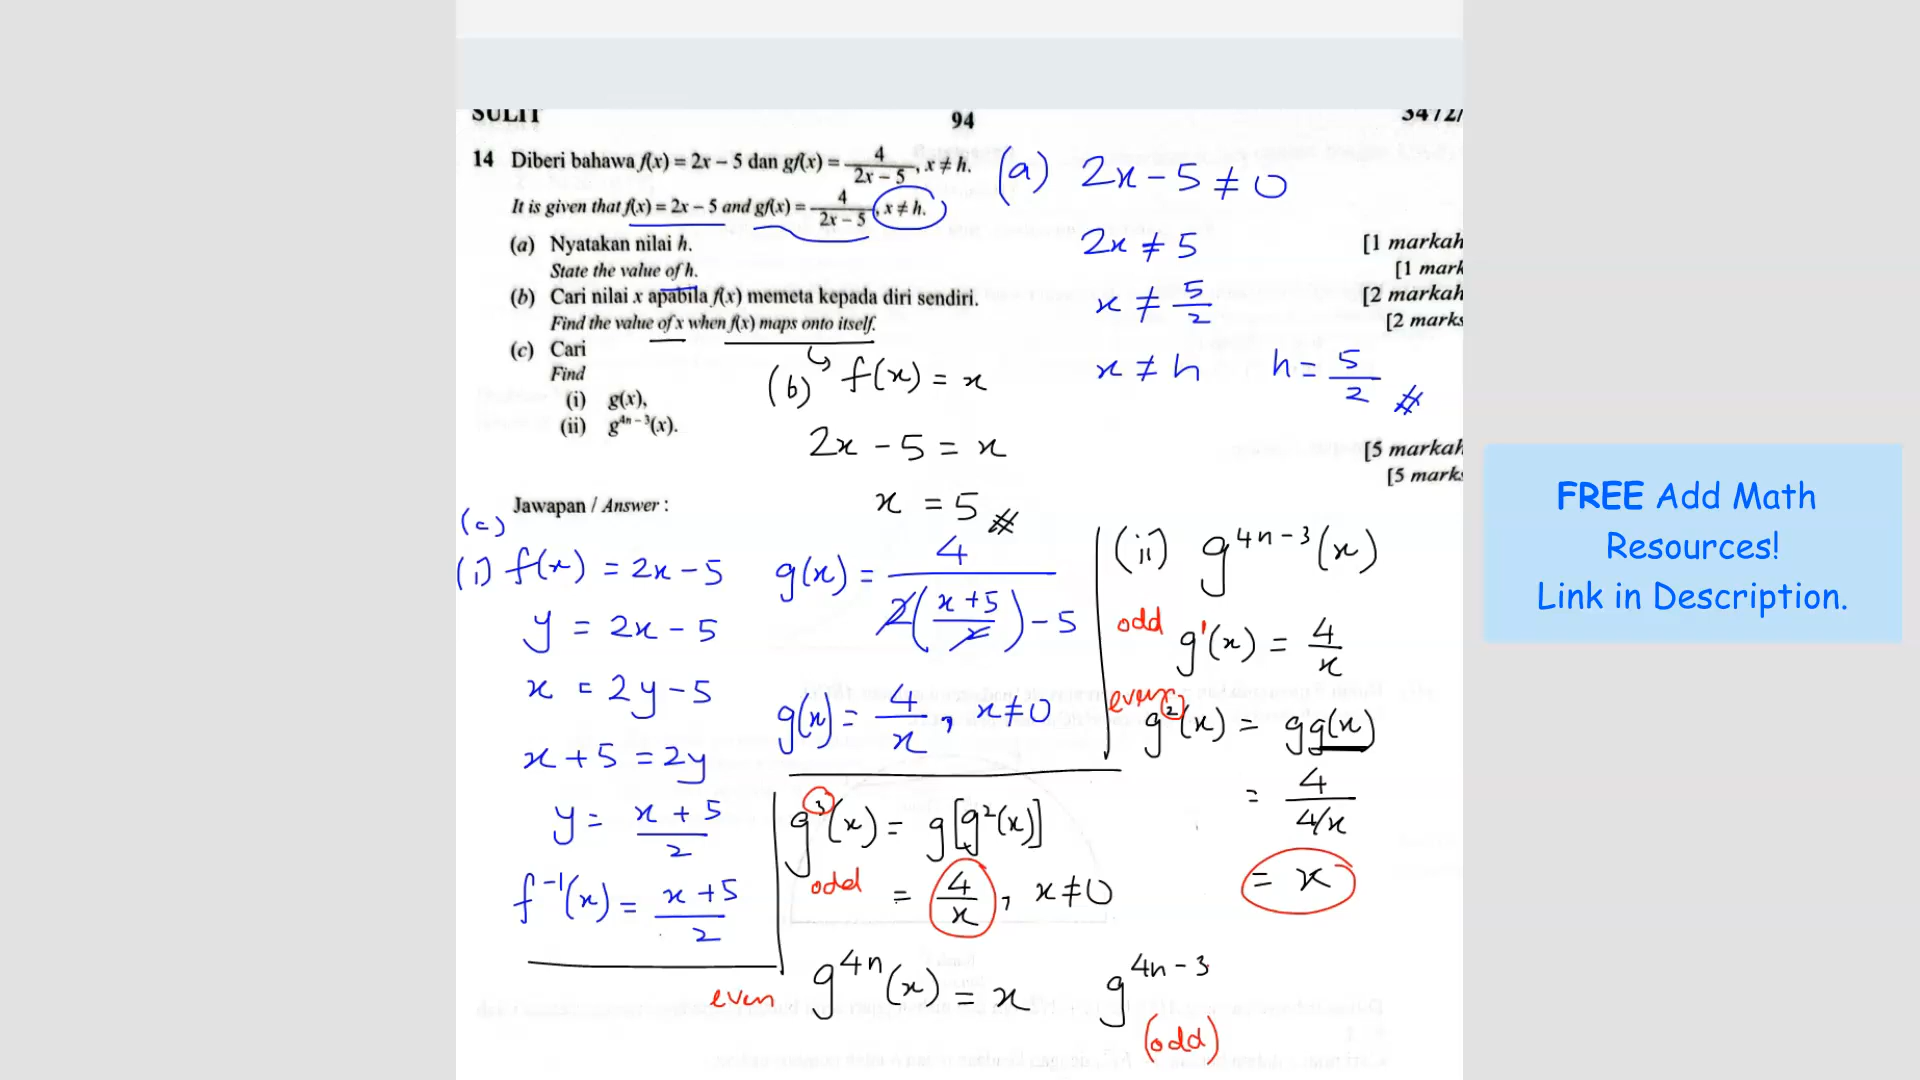 SULIT 94 3472/
14 Diberi bahawa f(x) = 2x – 5 dan gf(x) = 4/(2x – 5), x ≠ h.
It is given that f(x) = 2x – 5 and gf(x) = 4/(2x – 5), x ≠ h.
(a) Nyatakan nilai h. [1 markah
State the value of h. [1 mark
(b) Cari nilai x apabila f(x) memeta kepada diri sendiri. [2 markah
Find the value of x when f(x) maps onto itself. [2 marks
(c) Cari
Find
(i) g(x),
(ii) g^(4n – 3)(x).
[5 markah
[5 marks
Jawapan / Answer :
(a) 2x – 5 ≠ 0
2x ≠ 5
x ≠ 5/2
x ≠ h h = 5/2 #
(b) f(x) = x
2x – 5 = x
x = 5 #
(c)
(i) f(x) = 2x – 5
y = 2x – 5
x = 2y – 5
x + 5 = 2y
y = (x + 5)/2
f^(–1)(x) = (x + 5)/2
g(x) = 4/(2((x + 5)/2) – 5
g(x) = 4/x, x ≠ 0
(ii) g^(4n – 3)(x)
odd g^1(x) = 4/x
even g^2(x) = gg(x)
= 4/(4/x)
= x
g^3(x) = g[g^2(x)]
odd = 4/x, x ≠ 0
even g^(4n)(x) = x
g^(4n – 3)
(odd)
FREE Add Math
Resources!
Link in Description.